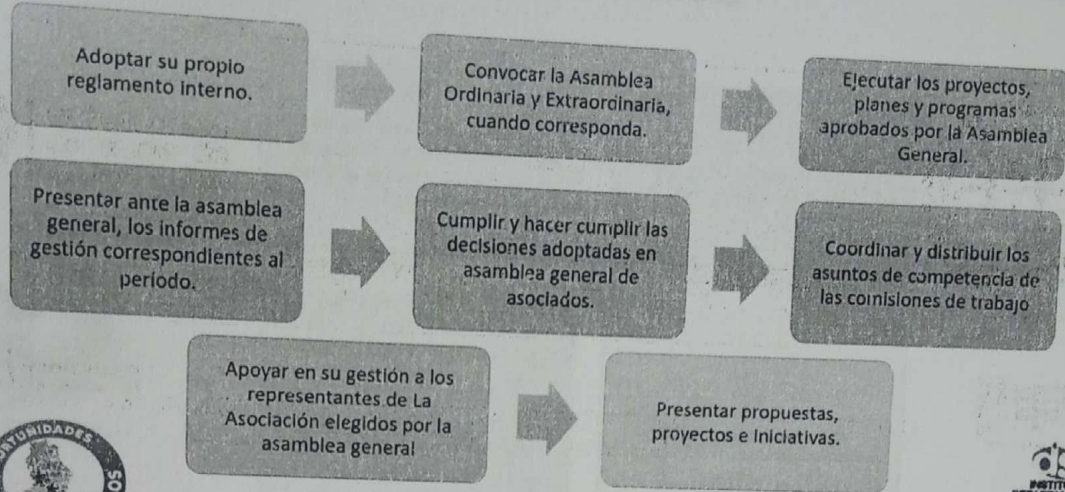 Adoptar su propio
reglamento interno.
Convocar la Asamblea
Ordinaria y Extraordinaria,
cuando corresponda.
Ejecutar los proyectos,
planes y programas
aprobados por la Asamblea
General.
Presentar ante la asamblea
general, los informes de
gestión correspondientes al
período.
Cumplir y hacer cumplir las
decisiones adoptadas en
asamblea general de
asociados.
Coordinar y distribuir los
asuntos de competencia de
las comisiones de trabajo
Apoyar en su gestión a los
representantes de La
Asociación elegidos por la
asamblea general
Presentar propuestas,
proyectos e Iniciativas.